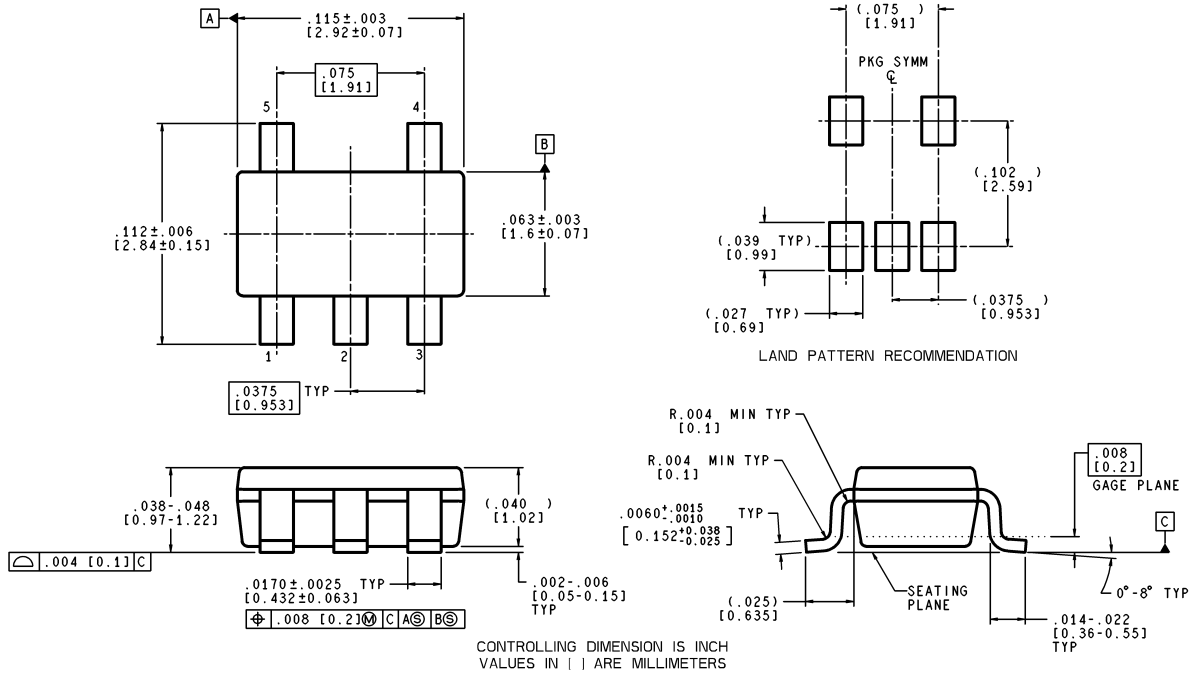 A
.115±.003
[2.92±0.07]
.075
[1.91]
5
4
B
.112±.006
[2.84±0.15]
.063±.003
[1.6±0.07]
1
2
3
.0375 TYP
[0.953]
(.075 )
[1.91]
PKG SYMM
℄
(.102 )
[2.59]
(.039 TYP)
[0.99]
(.027 TYP)
[0.69]
(.0375 )
[0.953]
LAND PATTERN RECOMMENDATION
.038-.048
[0.97-1.22]
(.040 )
[1.02]
⌓ .004 [0.1] C
.0170±.0025 TYP
[0.432±0.063]
⌖ .008 [0.2]Ⓜ C AⓈ BⓈ
.002-.006
[0.05-0.15]
TYP
R.004 MIN TYP
[0.1]
R.004 MIN TYP
[0.1]
.0060+.0015 -.0010 TYP
[0.152+0.038 -0.025]
.008
[0.2]
GAGE PLANE
C
0°-8° TYP
SEATING
PLANE
(.025)
[0.635]
.014-.022
[0.36-0.55]
TYP
CONTROLLING DIMENSION IS INCH
VALUES IN [ ] ARE MILLIMETERS